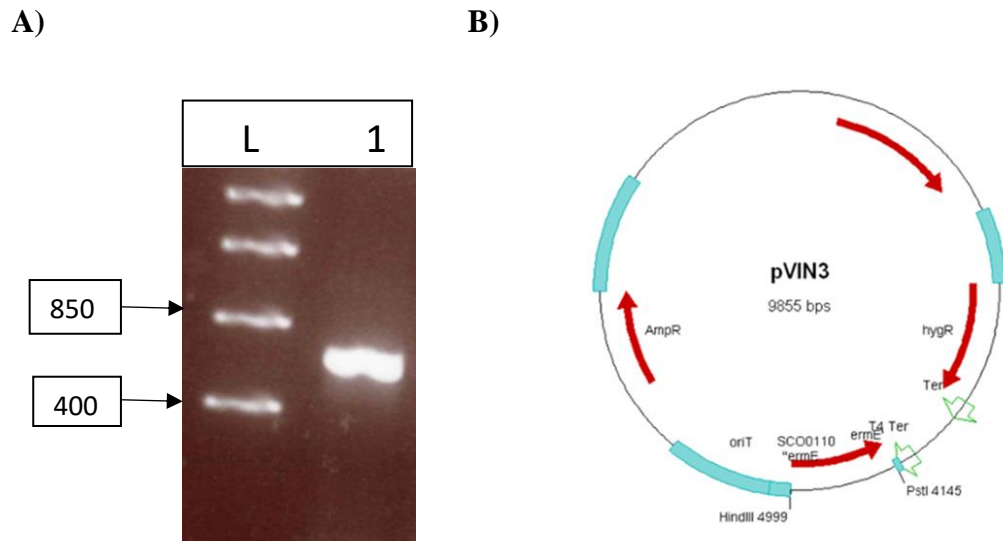 A)
B)
L 1
850
400
pVIN3
9855 bps
AmpR
hygR
Ter
T4 Ter
ermE'
oriT
SCO0110
"ermE
PstI 4145
HindIII 4999